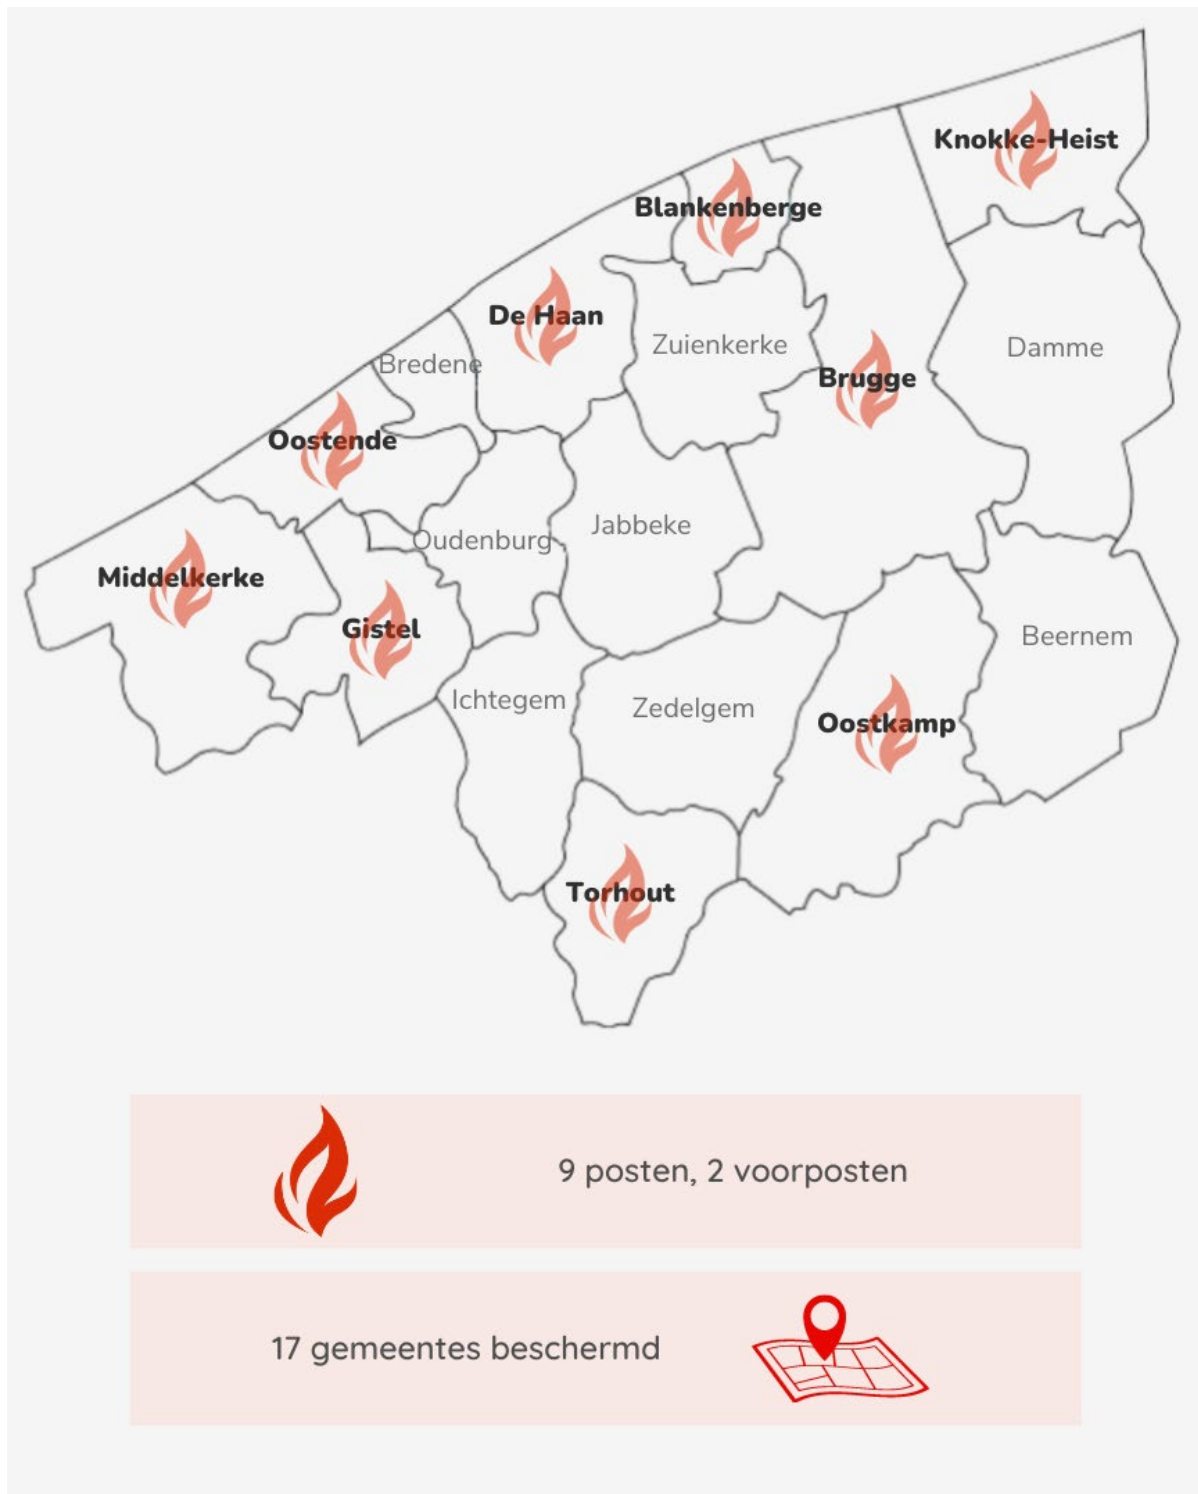 Knokke-Heist
Blankenberge
De Haan
Zuienkerke
Damme
Bredene
Brugge
Oostende
Jabbeke
Oudenburg
Middelkerke
Gistel
Beernem
Ichtegem
Zedelgem
Oostkamp
Torhout
9 posten, 2 voorposten
17 gemeentes beschermd